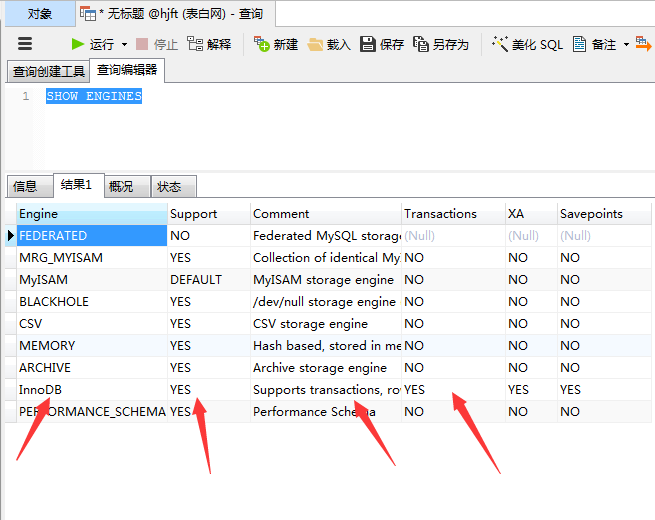 对象 * 无标题 @hjft (表白网) - 查询
运行 停止 解释 新建 载入 保存 另存为 美化 SQL 备注
查询创建工具 查询编辑器
1 SHOW ENGINES
信息 结果1 概况 状态
Engine Support Comment Transactions XA Savepoints
FEDERATED NO Federated MySQL storag (Null) (Null) (Null)
MRG_MYISAM YES Collection of identical My NO NO NO
MyISAM DEFAULT MyISAM storage engine NO NO NO
BLACKHOLE YES /dev/null storage engine NO NO NO
CSV YES CSV storage engine NO NO NO
MEMORY YES Hash based, stored in me NO NO NO
ARCHIVE YES Archive storage engine NO NO NO
InnoDB YES Supports transactions, ro YES YES YES
PERFORMANCE_SCHEMA YES Performance Schema NO NO NO